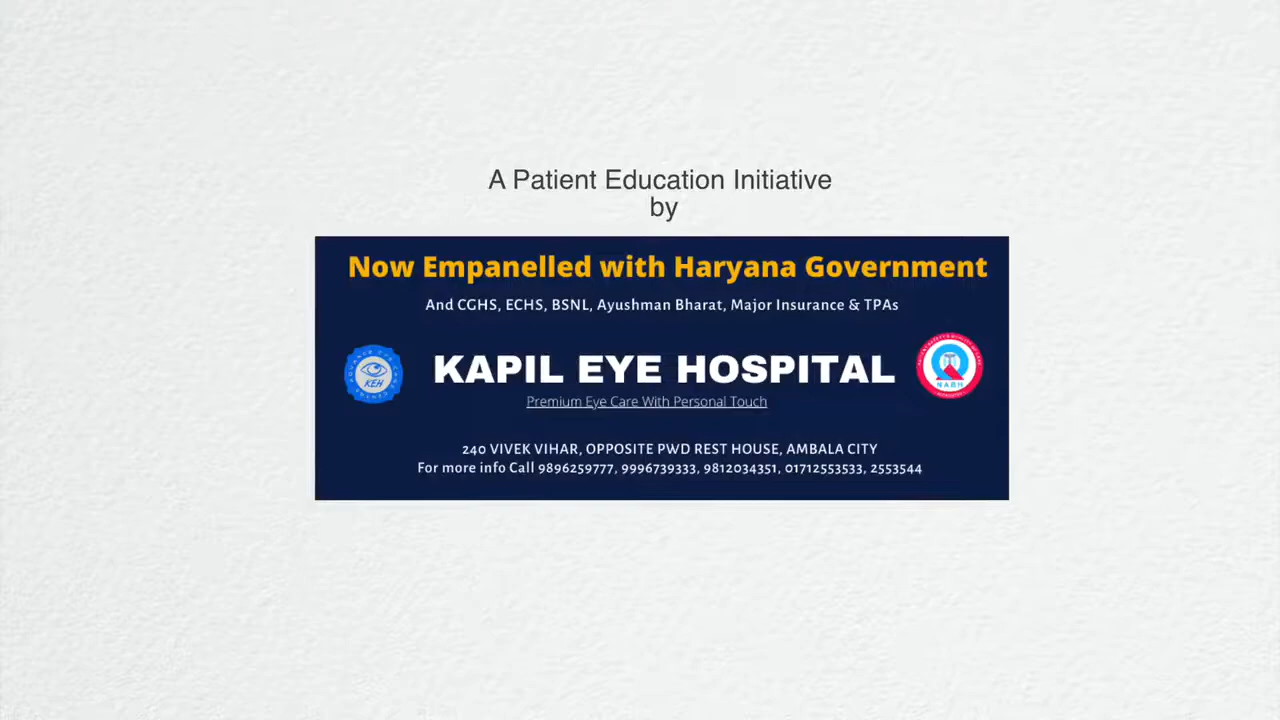 A Patient Education Initiative
by
Now Empanelled with Haryana Government
And CGHS, ECHS, BSNL, Ayushman Bharat, Major Insurance & TPAs
KEH
NABH
KAPIL EYE HOSPITAL
Premium Eye Care With Personal Touch
240 VIVEK VIHAR, OPPOSITE PWD REST HOUSE, AMBALA CITY
For more info Call 9896259777, 9996739333, 9812034351, 01712553533, 2553544